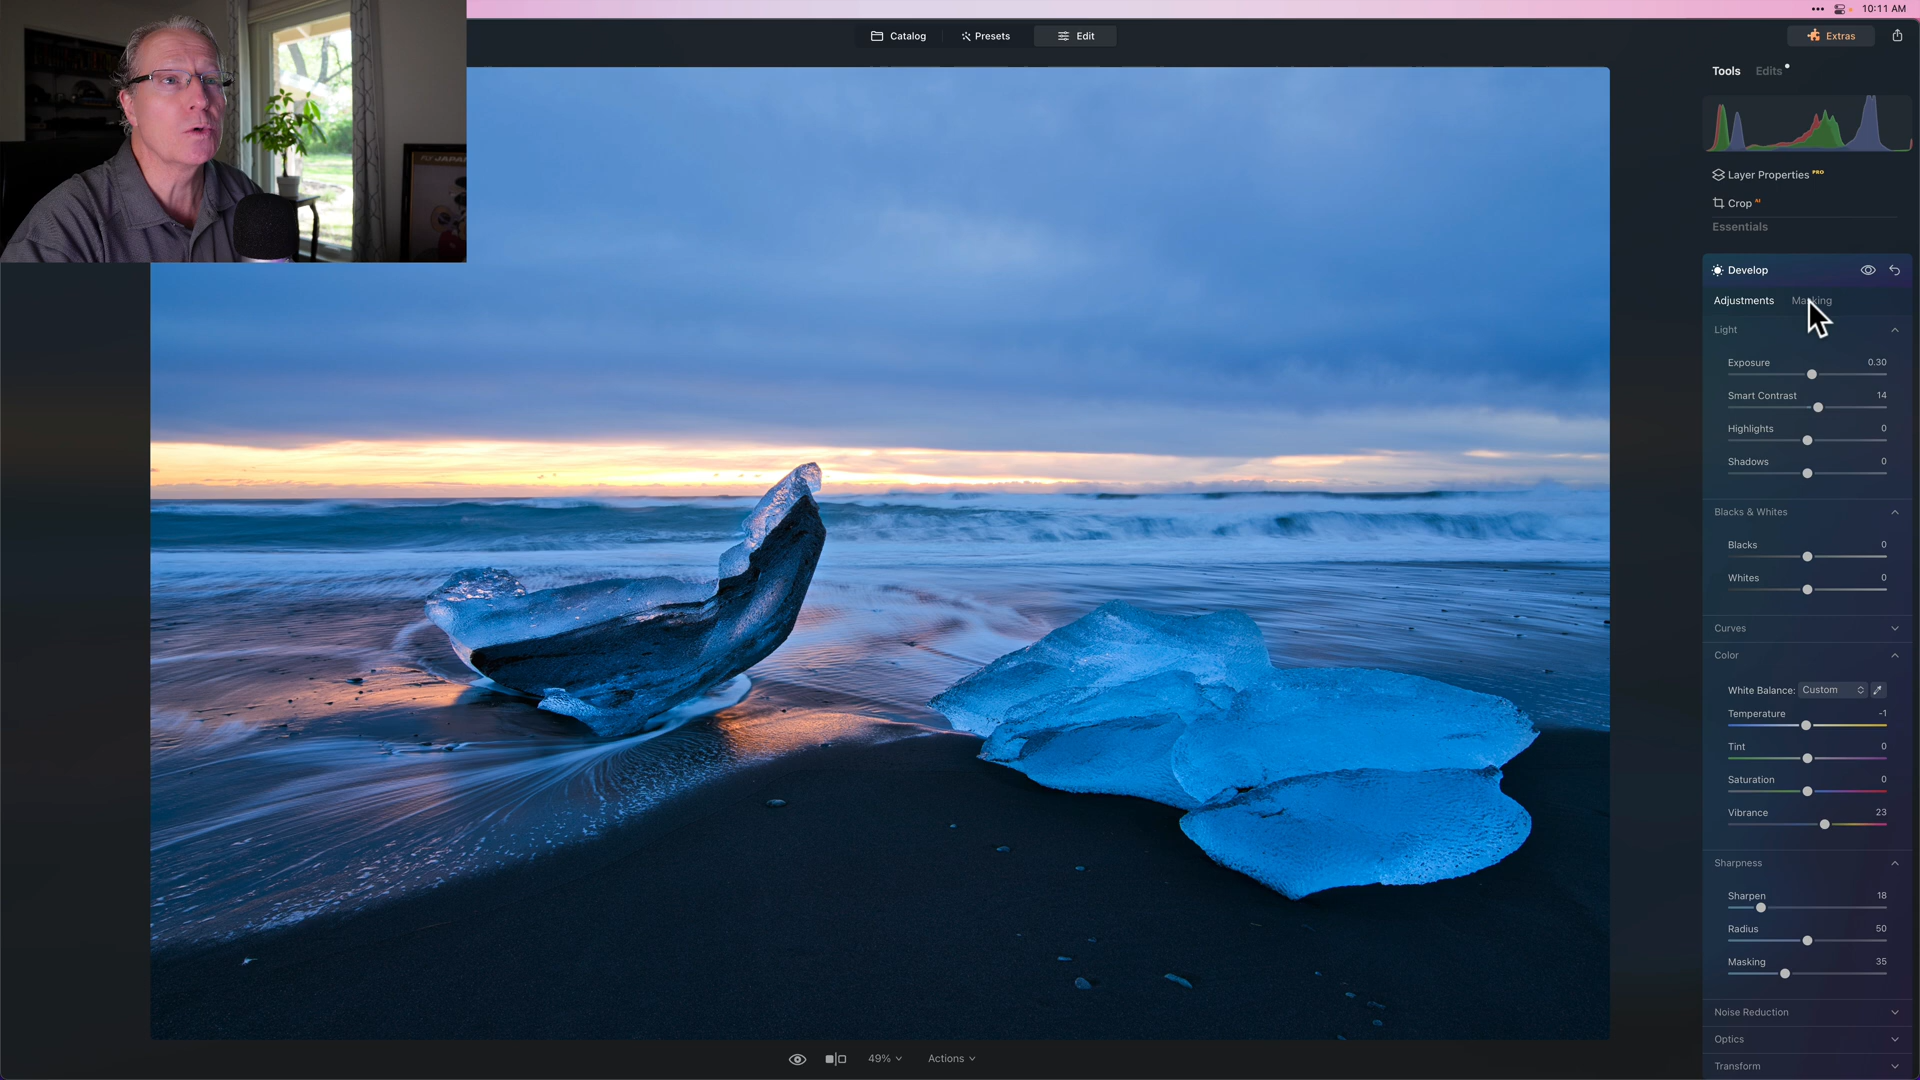 10:11 AM
Catalog
Presets
Edit
Extras
Tools
Edits
Layer Properties PRO
Crop AI
Essentials
Develop
Adjustments
Masking
Light
Exposure 0.30
Smart Contrast 14
Highlights 0
Shadows 0
Blacks & Whites
Blacks 0
Whites 0
Curves
Color
White Balance: Custom
Temperature -1
Tint 0
Saturation 0
Vibrance 23
Sharpness
Sharpen 18
Radius 50
Masking 35
Noise Reduction
Optics
Transform
49%
Actions